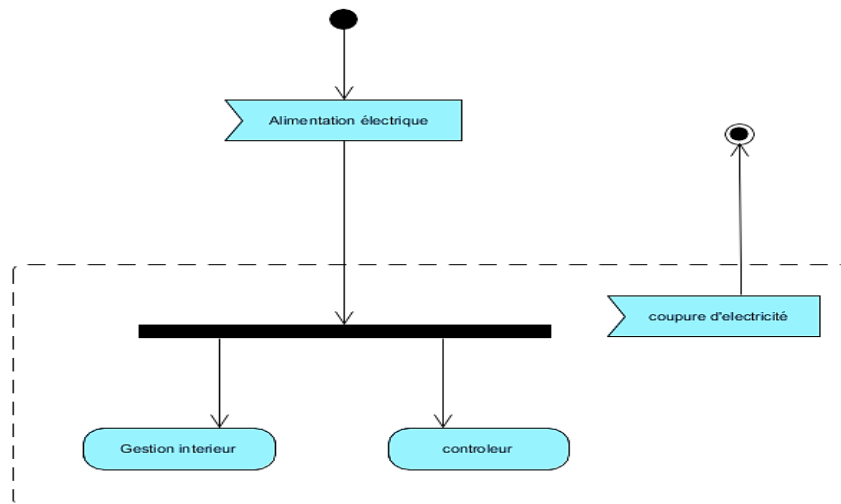 Alimentation électrique
coupure d'electricité
Gestion interieur
controleur